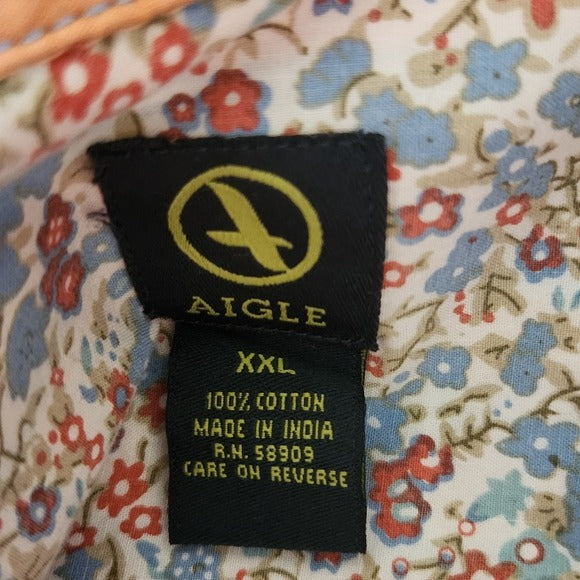 AIGLE
XXL
100% COTTON
MADE IN INDIA
R.N. 58909
CARE ON REVERSE